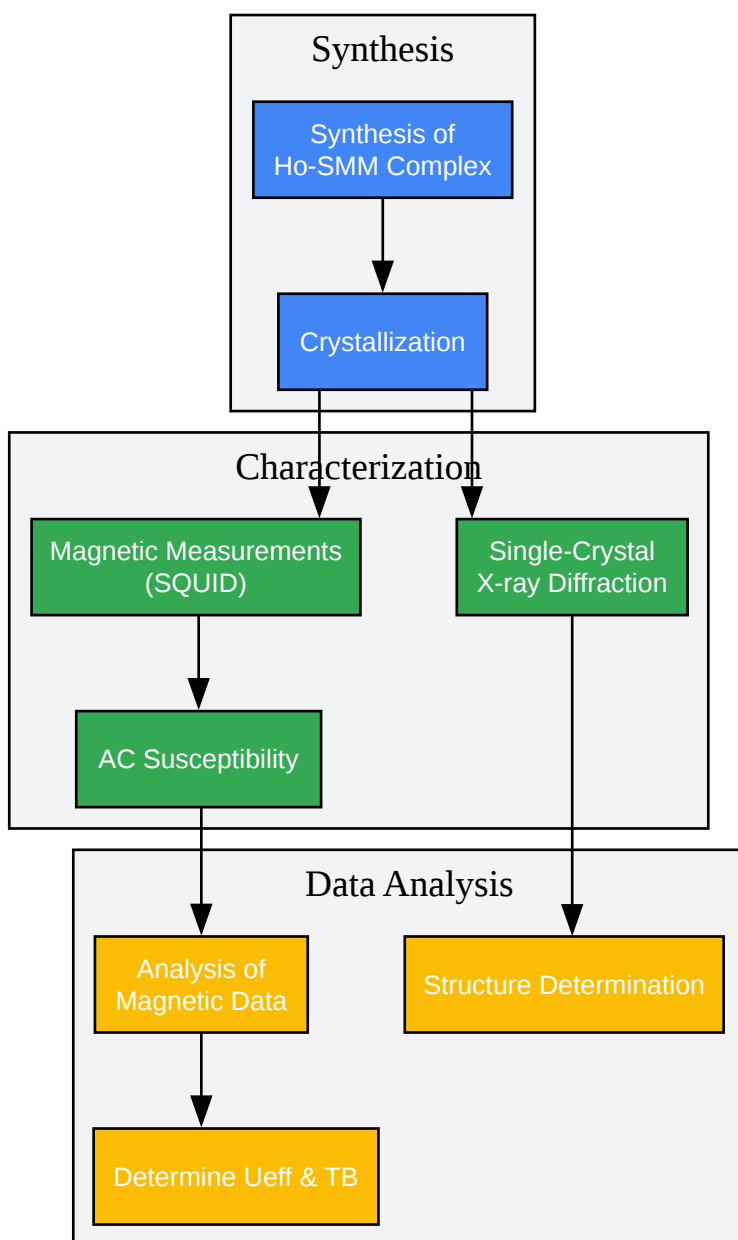 Synthesis
Synthesis of
Ho-SMM Complex
Crystallization
Characterization
Magnetic Measurements
(SQUID)
Single-Crystal
X-ray Diffraction
AC Susceptibility
Data Analysis
Analysis of
Magnetic Data
Structure Determination
Determine Ueff & TB